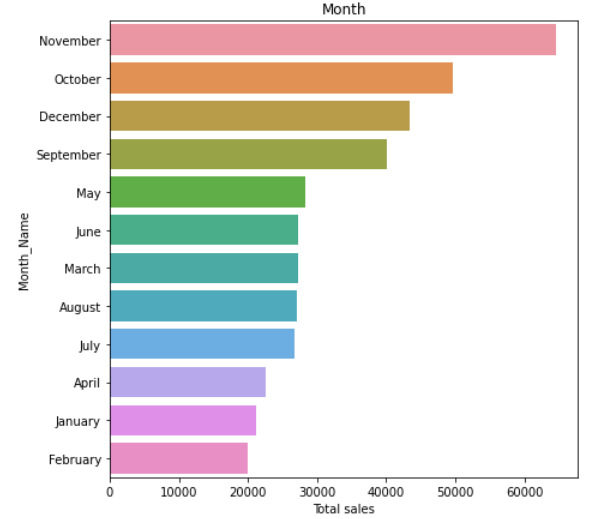 Month
November
October
December
September
May
June
March
August
July
April
January
February
Month_Name
0 10000 20000 30000 40000 50000 60000
Total sales